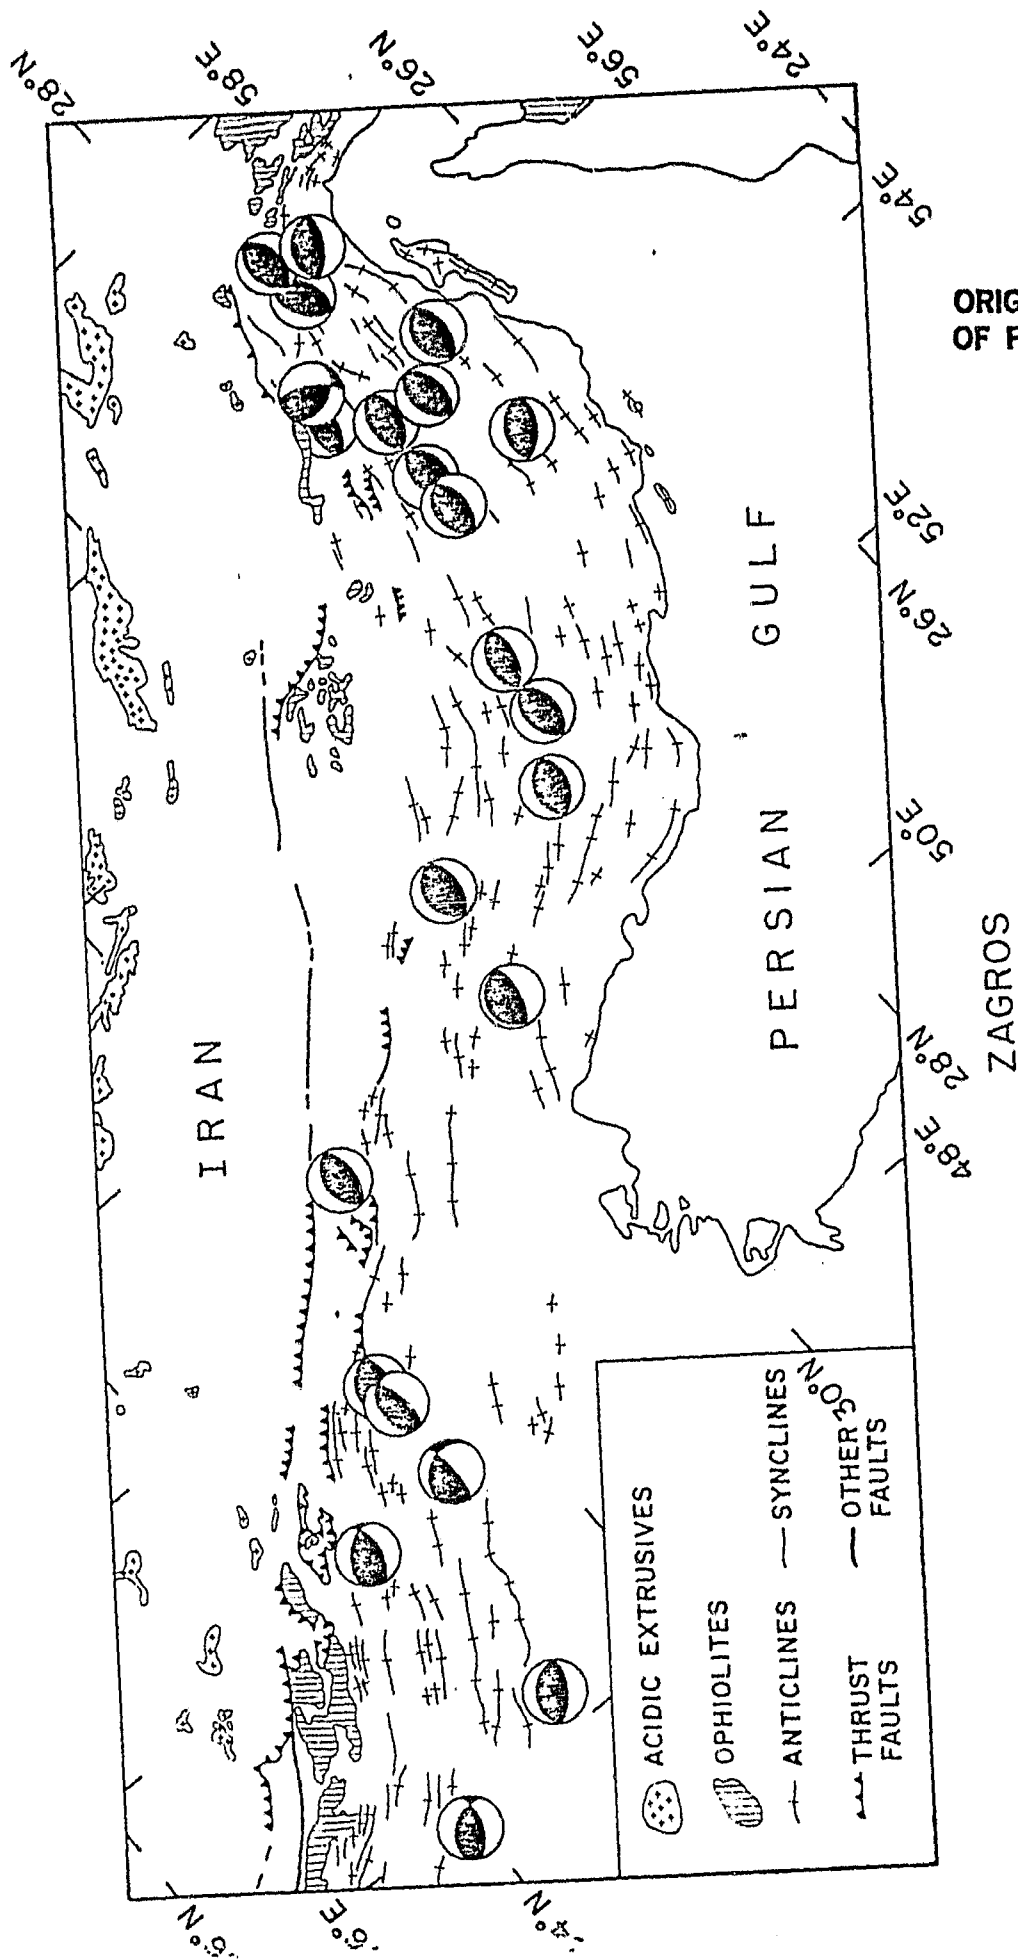 28°N
58°E
26°N
56°E
24°E
54°E
52°E
26°N
50°E
28°N
48°E
30°N
IRAN
PERSIAN GULF
ZAGROS
ACIDIC EXTRUSIVES
OPHIOLITES
ANTICLINES
SYNCLINES
THRUST
FAULTS
OTHER
FAULTS
ORIG
OF P